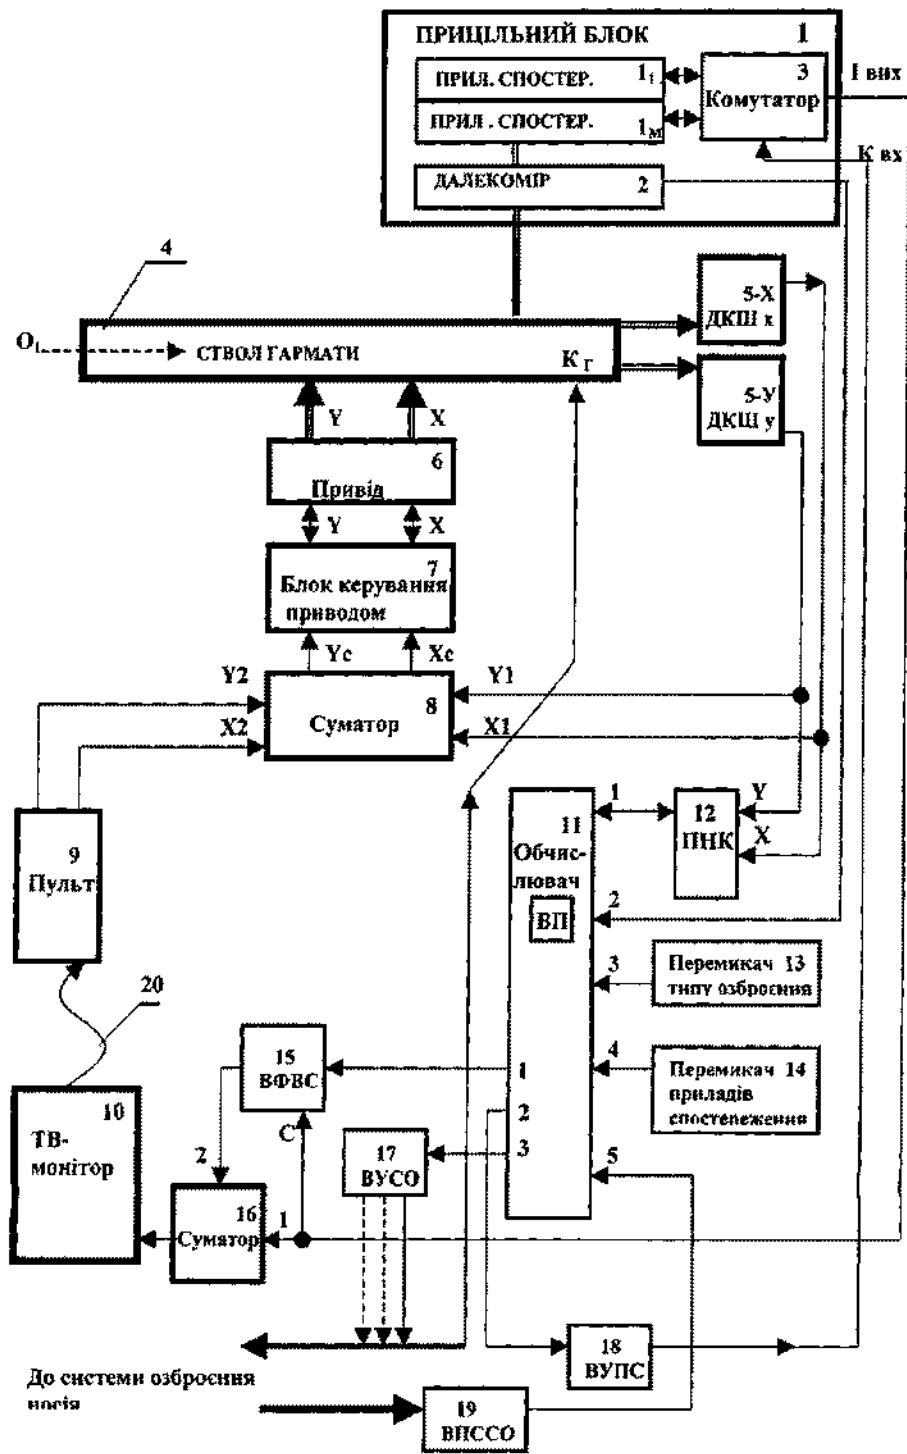 ПРИЦІЛЬНИЙ БЛОК 1
ПРИЛ. СПОСТЕР. 1₁
ПРИЛ . СПОСТЕР. 1м
3
Комутатор
І вих
К вх
ДАЛЕКОМІР 2
4
О₁
СТВОЛ ГАРМАТИ
К Г
5-Х
ДКШ х
5-У
ДКШ у
Y X
6
Привід
Y X
7
Блок керування
приводом
Yc Xc
Y2
X2
8
Суматор
Y1
X1
9
Пульт
11
Обчис-
лювач
ВП
1
12
ПНК
Y
X
2
3
Перемикач 13
типу озброєння
4
Перемикач 14
приладів
спостереження
5
20
15
ВФВС
1
2
3
10
ТВ-
монітор
2
С
17
ВУСО
16
Суматор
1
18
ВУПС
До системи озброєння
носія
19
ВПССО